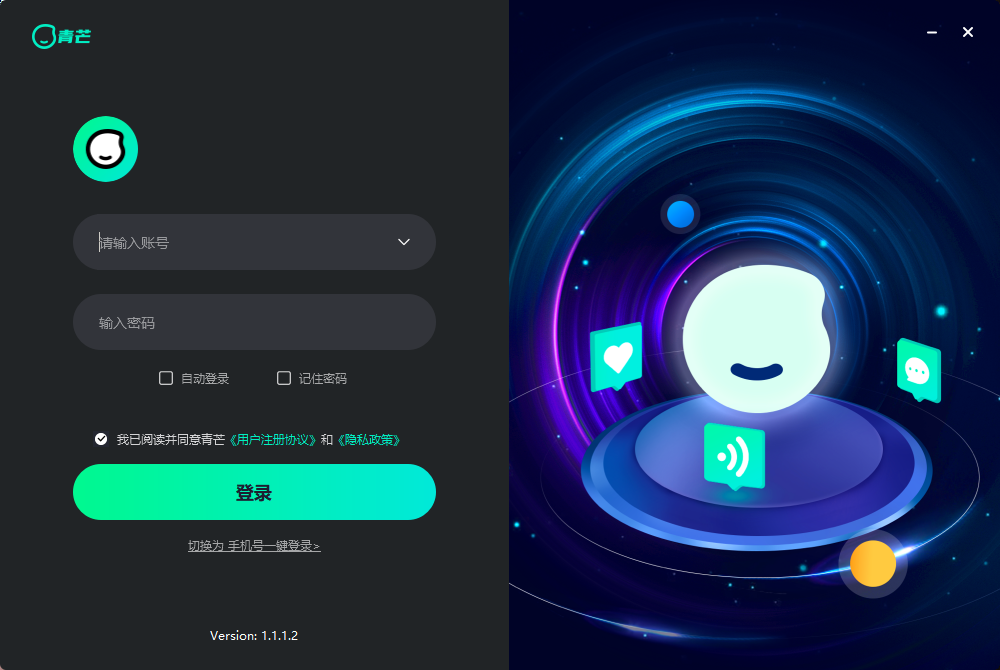 青芒
请输入账号
输入密码
自动登录 记住密码
我已阅读并同意青芒《用户注册协议》和《隐私政策》
登录
切换为 手机号一键登录>
Version: 1.1.1.2